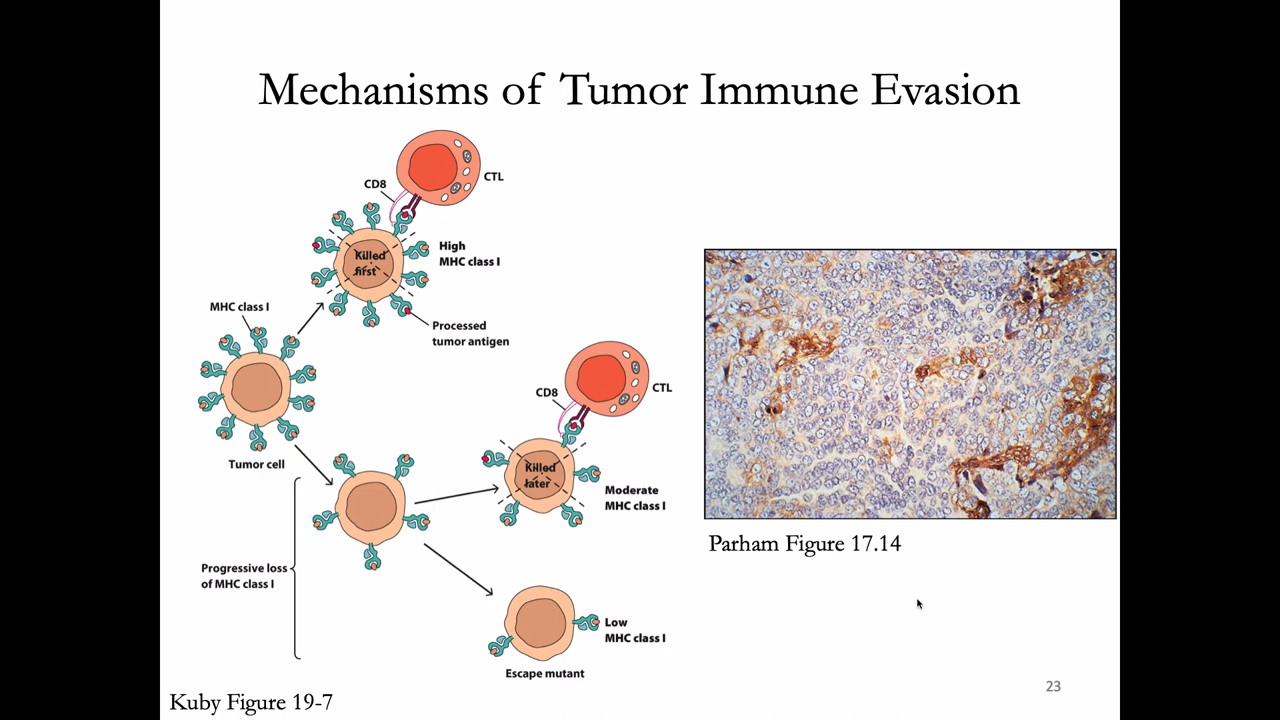 Mechanisms of Tumor Immune Evasion
CD8
CTL
Killed
first
High
MHC class I
MHC class I
Processed
tumor antigen
Tumor cell
CD8
CTL
Killed
later
Moderate
MHC class I
Progressive loss
of MHC class I
Low
MHC class I
Escape mutant
Parham Figure 17.14
Kuby Figure 19-7
23